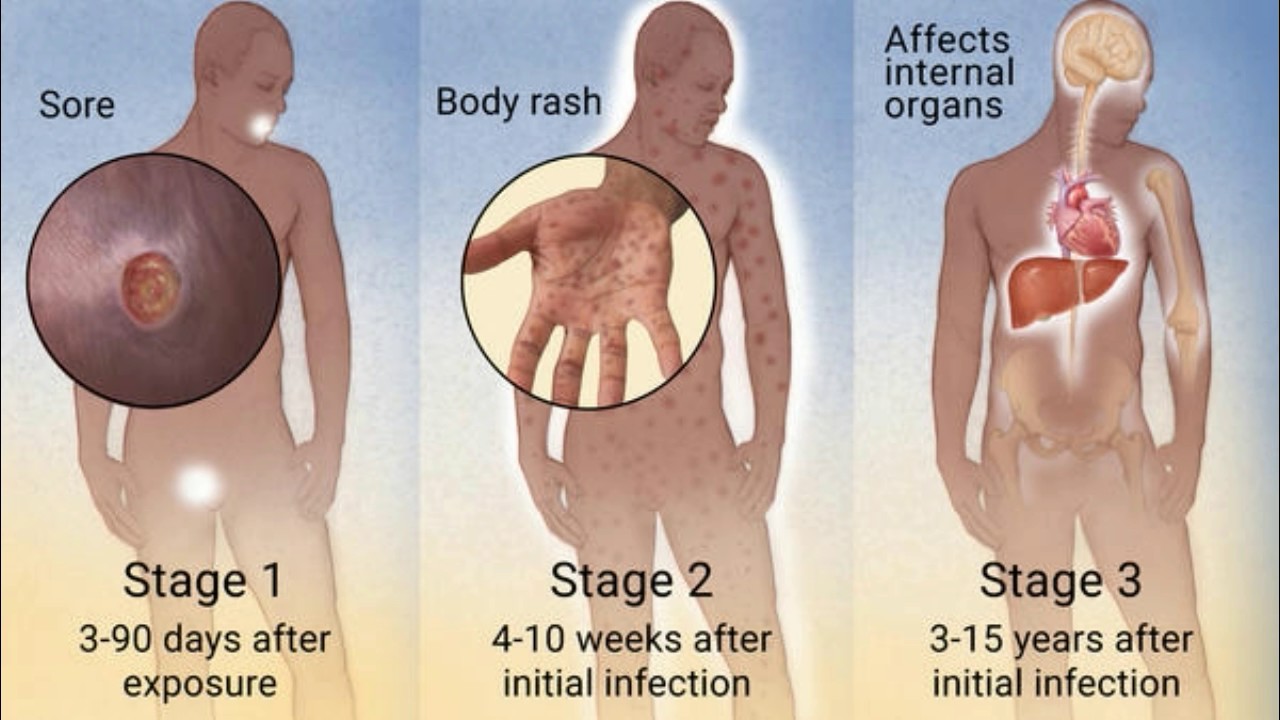 Sore
Body rash
Affects
internal
organs
Stage 1
3-90 days after
exposure
Stage 2
4-10 weeks after
initial infection
Stage 3
3-15 years after
initial infection